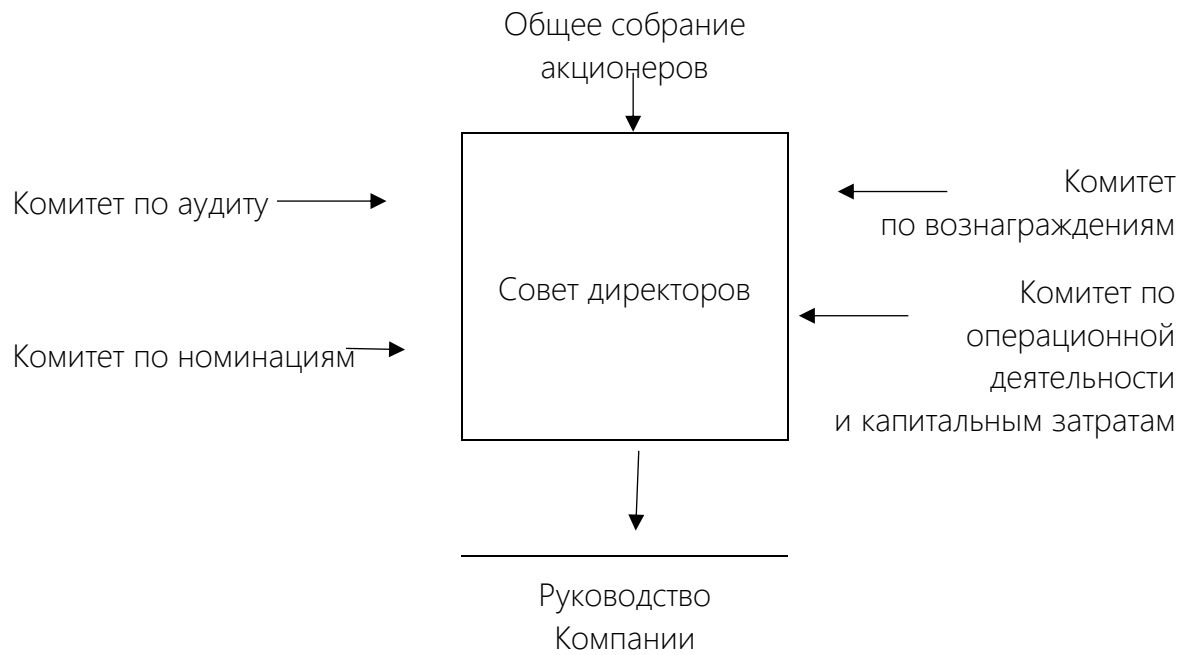 Общее собрание
акционеров
Комитет по аудиту
Комитет
по вознаграждениям
Совет директоров
Комитет по
операционной
деятельности
и капитальным затратам
Комитет по номинациям
Руководство
Компании